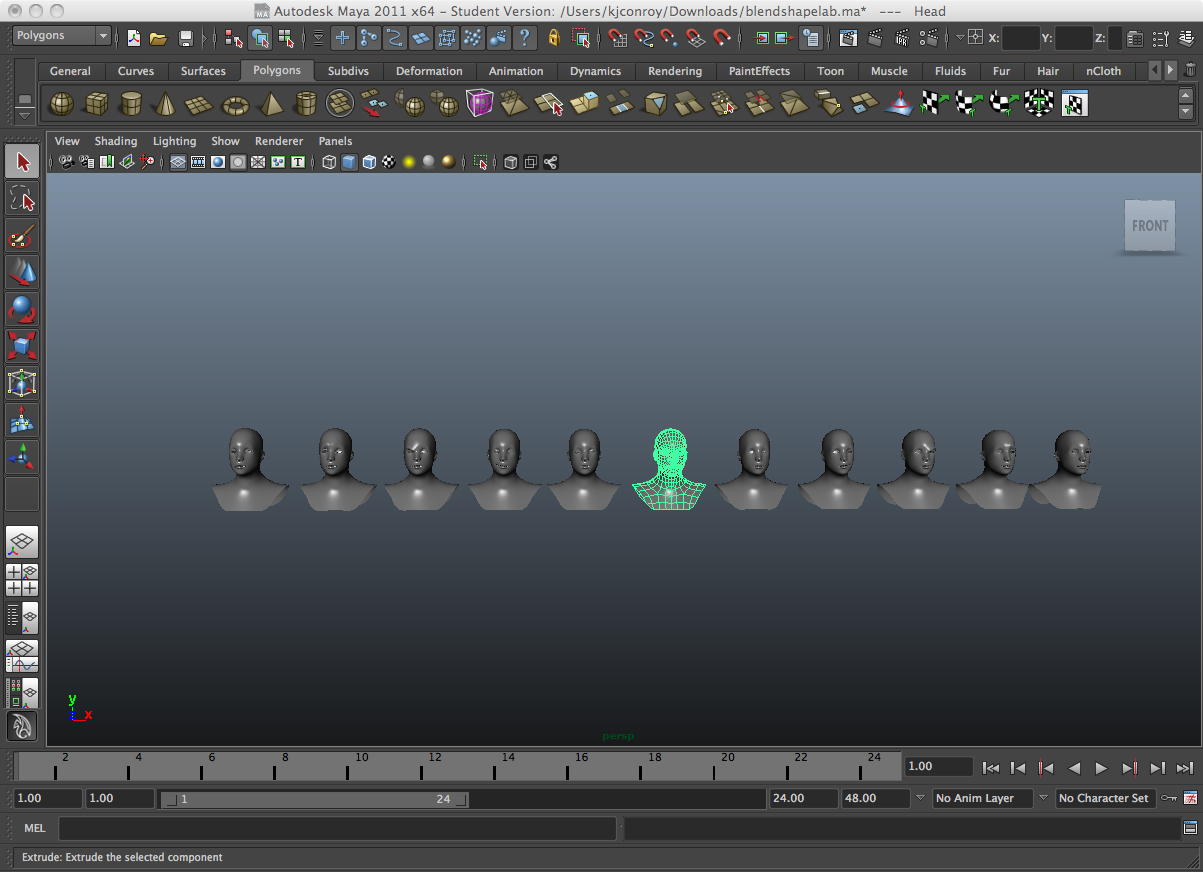 Autodesk Maya 2011 x64 - Student Version: /Users/kjconroy/Downloads/blendshapelab.ma* --- Head
Polygons X: Y: Z:
General Curves Surfaces Polygons Subdivs Deformation Animation Dynamics Rendering PaintEffects Toon Muscle Fluids Fur Hair nCloth
View Shading Lighting Show Renderer Panels
FRONT
y
x
persp
2 4 6 8 10 12 14 16 18 20 22 24 1.00
1.00 1.00 1 24 24.00 48.00 No Anim Layer No Character Set
MEL
Extrude: Extrude the selected component